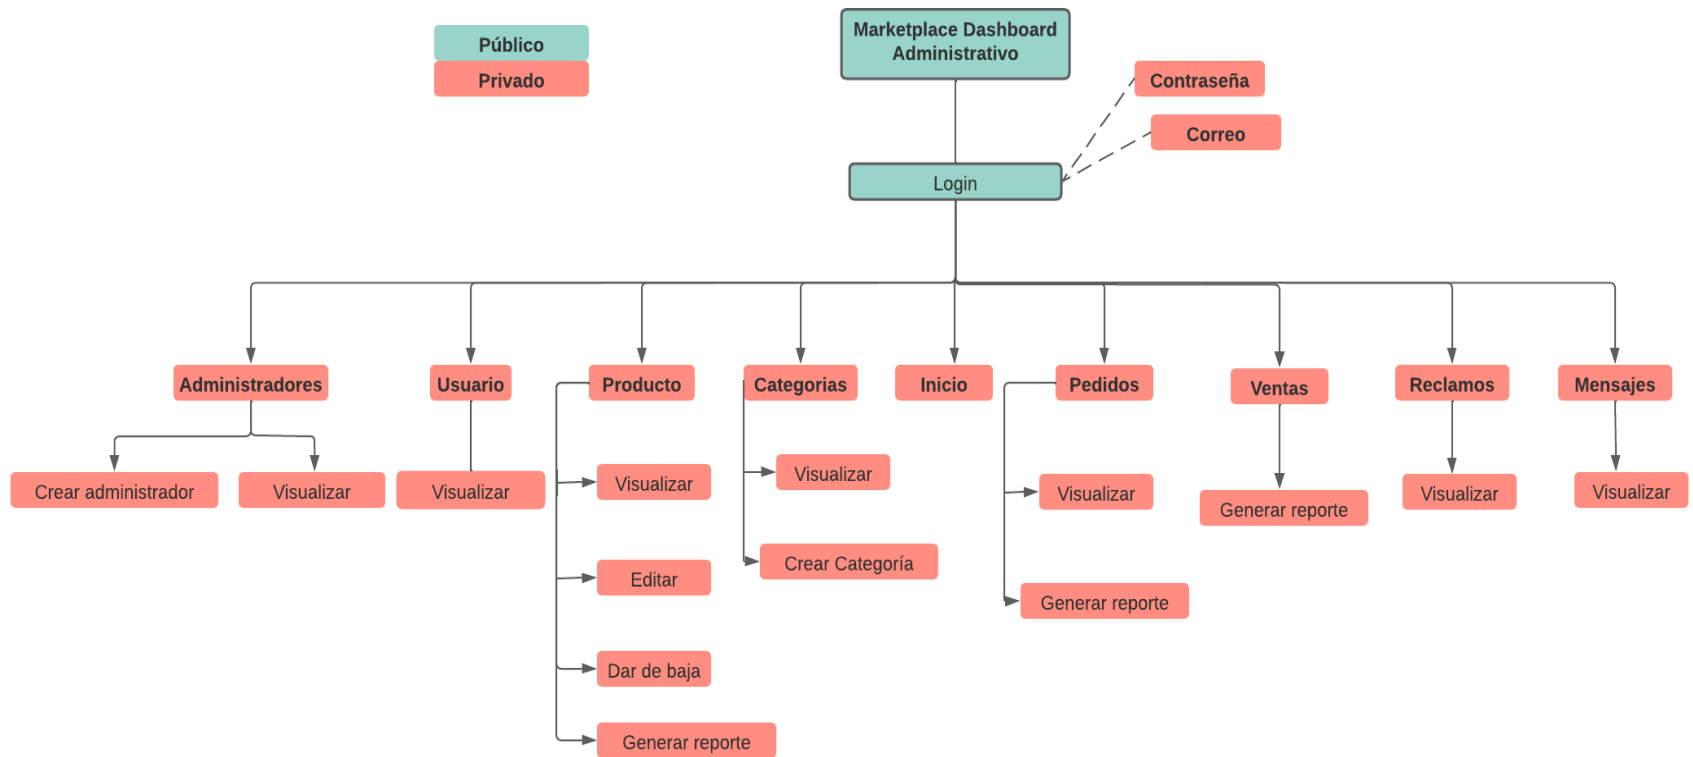 Público
Privado
Marketplace Dashboard
Administrativo
Contraseña
Correo
Login
Administradores
Usuario
Producto
Categorias
Inicio
Pedidos
Ventas
Reclamos
Mensajes
Crear administrador
Visualizar
Visualizar
Visualizar
Visualizar
Visualizar
Generar reporte
Visualizar
Visualizar
Editar
Crear Categoría
Generar reporte
Dar de baja
Generar reporte